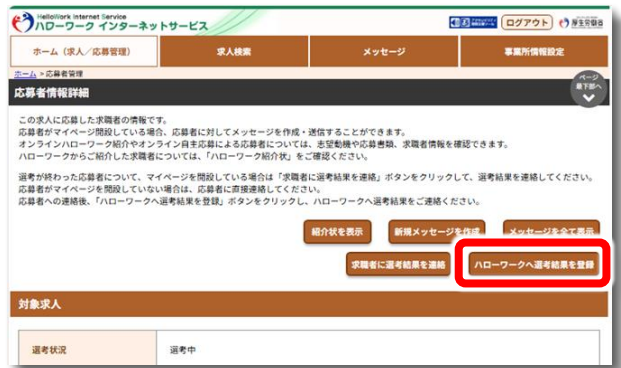 HelloWork Internet Service
ハローワーク インターネットサービス
ログアウト
厚生労働省
ホーム（求人／応募管理）
求人検索
メッセージ
事業所情報設定
ホーム > 応募者管理
ページ
最下部へ
応募者情報詳細
この求人に応募した求職者の情報です。
応募者がマイページ開設している場合、応募者に対してメッセージを作成・送信することができます。
オンラインハローワーク紹介やオンライン自主応募による応募者については、志望動機や応募書類、求職者情報を確認できます。
ハローワークからご紹介した求職者については、「ハローワーク紹介状」をご確認ください。
選考が終わった応募者について、マイページを開設している場合は「求職者に選考結果を連絡」ボタンをクリックして、選考結果を連絡してください。
応募者がマイページを開設していない場合は、応募者に直接連絡してください。
応募者への連絡後、「ハローワークへ選考結果を登録」ボタンをクリックし、ハローワークへ選考結果をご連絡ください。
紹介状を表示
新規メッセージを作成
メッセージを全て表示
求職者に選考結果を連絡
ハローワークへ選考結果を登録
対象求人
選考状況
選考中